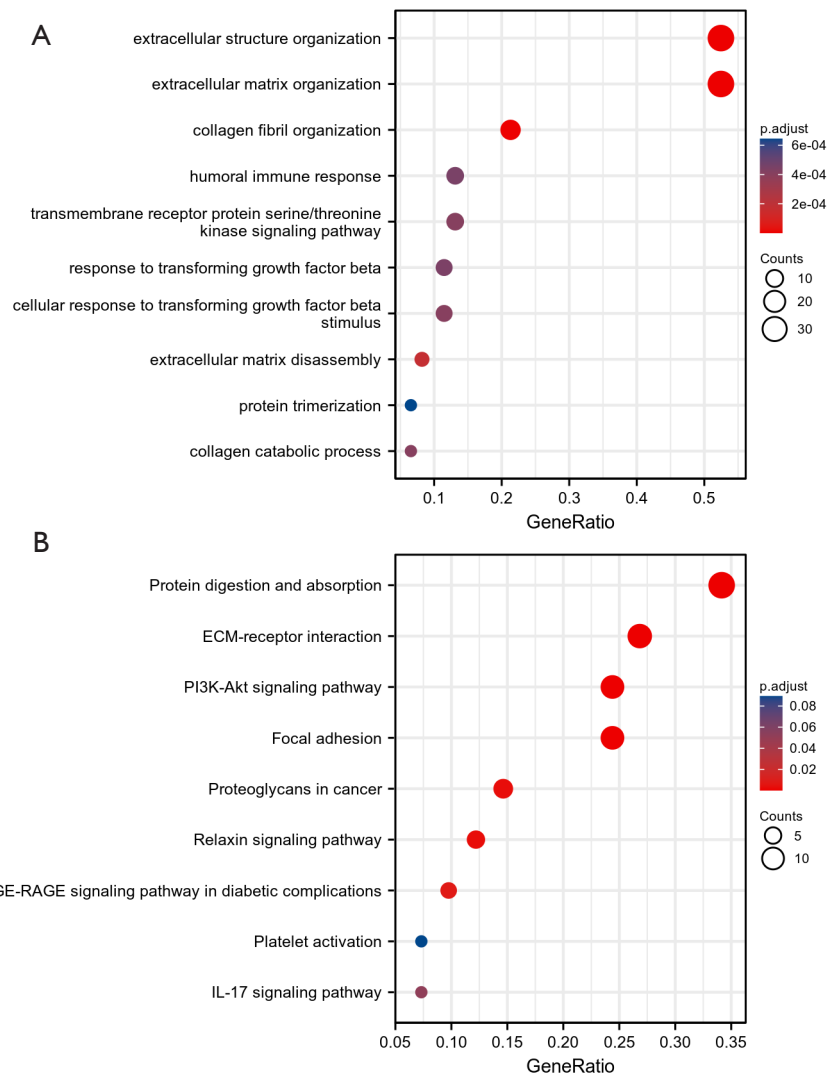 A
extracellular structure organization
extracellular matrix organization
collagen fibril organization
humoral immune response
transmembrane receptor protein serine/threonine
kinase signaling pathway
response to transforming growth factor beta
cellular response to transforming growth factor beta
stimulus
extracellular matrix disassembly
protein trimerization
collagen catabolic process
0.1 0.2 0.3 0.4 0.5
GeneRatio
p.adjust
6e-04
4e-04
2e-04
Counts
10
20
30
B
Protein digestion and absorption
ECM-receptor interaction
PI3K-Akt signaling pathway
Focal adhesion
Proteoglycans in cancer
Relaxin signaling pathway
GE-RAGE signaling pathway in diabetic complications
Platelet activation
IL-17 signaling pathway
0.05 0.10 0.15 0.20 0.25 0.30 0.35
GeneRatio
p.adjust
0.08
0.06
0.04
0.02
Counts
5
10